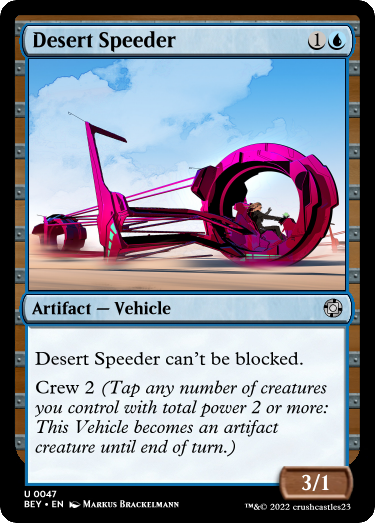 Desert Speeder 1
Artifact — Vehicle
Desert Speeder can't be blocked.
Crew 2 (Tap any number of creatures
you control with total power 2 or more:
This Vehicle becomes an artifact
creature until end of turn.)
3/1
U 0047
BEY • EN Markus Brackelmann
™&© 2022 crushcastles23